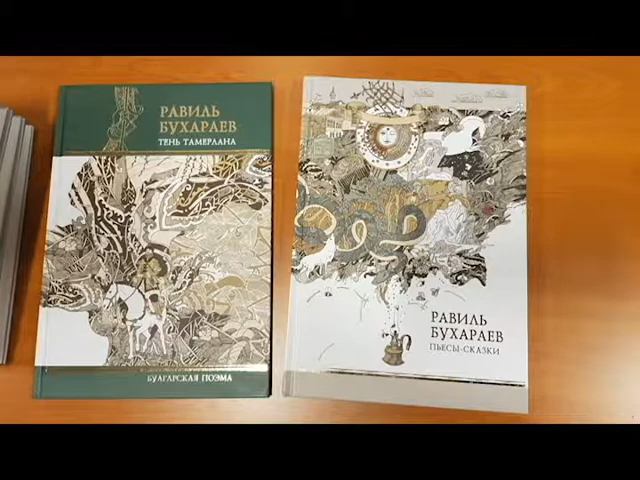 РАВИЛЬ
БУХАРАЕВ
ТЕНЬ ТАМЕРЛАНА
БУЛГАРСКАЯ ПОЭМА
РАВИЛЬ
БУХАРАЕВ
ПЬЕСЫ-СКАЗКИ